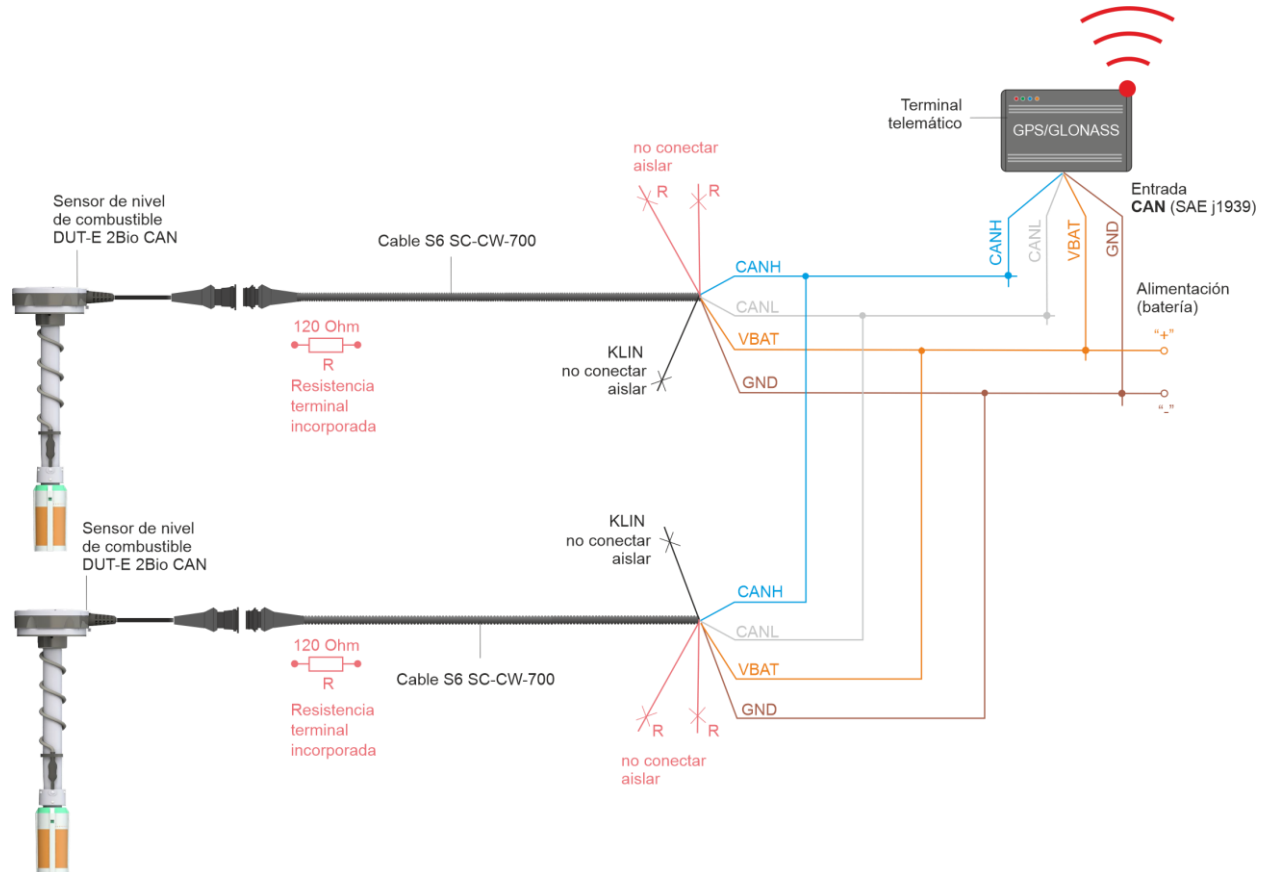 Terminal
telemático
GPS/GLONASS
Entrada
CAN (SAE j1939)
CANH
CANL
VBAT
GND
Alimentación
(batería)
“+”
“-”
no conectar
aislar
R
R
Sensor de nivel
de combustible
DUT-E 2Bio CAN
Cable S6 SC-CW-700
120 Ohm
R
Resistencia
terminal
incorporada
CANH
CANL
VBAT
GND
KLIN
no conectar
aislar
Sensor de nivel
de combustible
DUT-E 2Bio CAN
KLIN
no conectar
aislar
CANH
CANL
VBAT
GND
120 Ohm
R
Resistencia
terminal
incorporada
Cable S6 SC-CW-700
R
R
no conectar
aislar